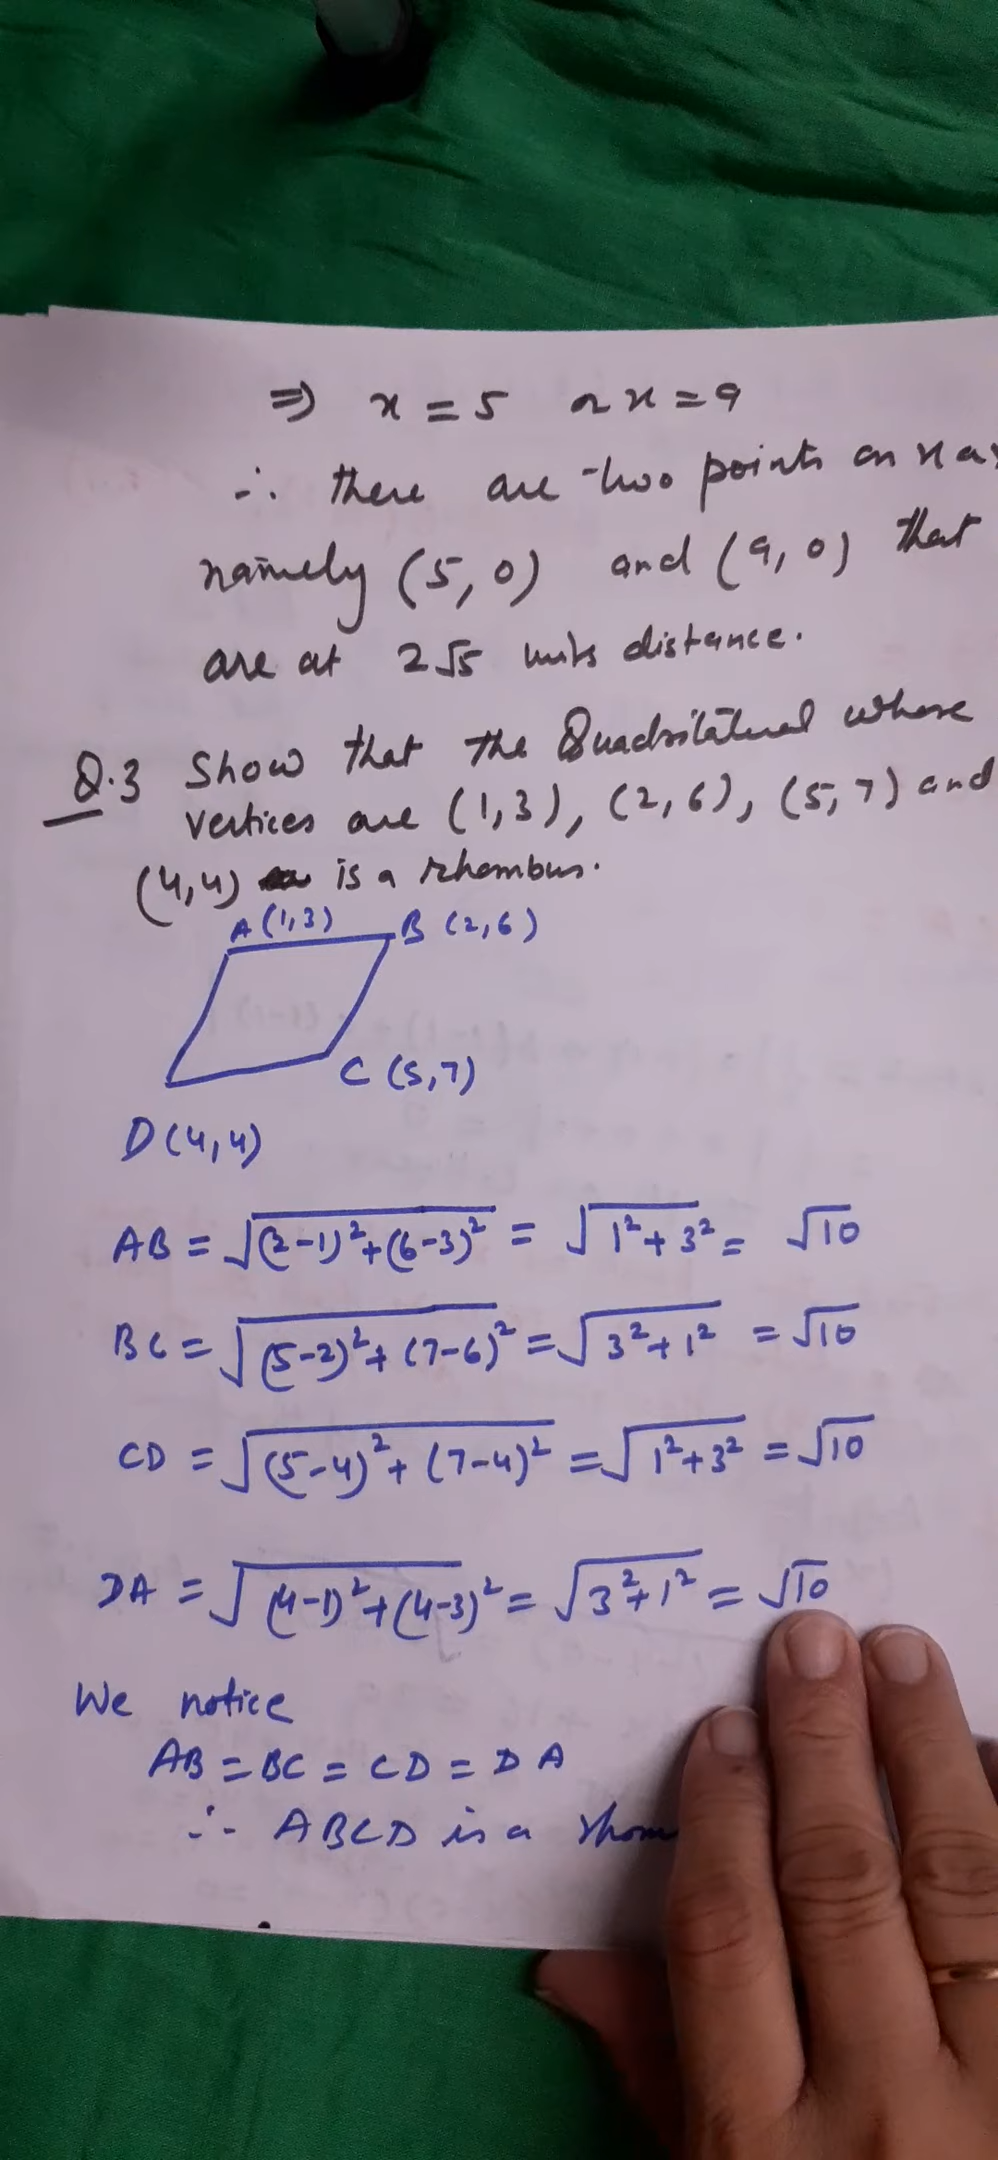 ⇒ x = 5 or x = 9
∴ there are two points on x a
namely (5, 0) and (9, 0) that
are at 2√5 units distance.
Q.3 Show that the Quadrilateral whose
vertices are (1,3), (2,6), (5,7) and
(4,4) is a rhombus.
A (1,3) B (2,6)
C (5,7)
D (4,4)
AB = √(2-1)²+(6-3)² = √1²+3² = √10
BC = √(5-2)²+(7-6)² = √3²+1² = √10
CD = √(5-4)²+(7-4)² = √1²+3² = √10
DA = √(4-1)²+(4-3)² = √3²+1² = √10
We notice
AB = BC = CD = DA
∴ ABCD is a rhom